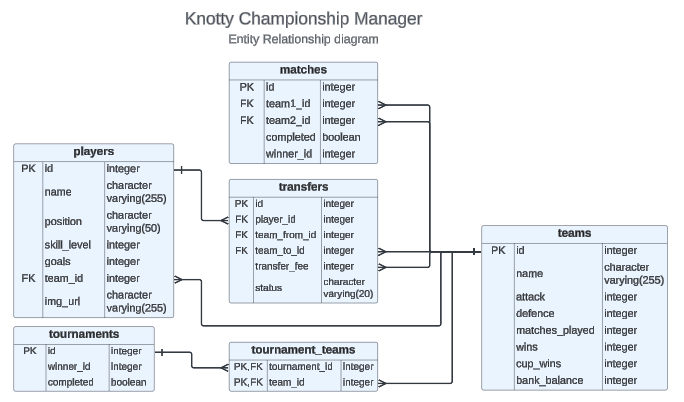 Knotty Championship Manager
Entity Relationship diagram
matches
PK id integer
FK team1_id integer
FK team2_id integer
completed boolean
winner_id integer
players
PK id integer
name character
varying(255)
position character
varying(50)
skill_level integer
goals integer
FK team_id integer
img_url character
varying(255)
transfers
PK id integer
FK player_id integer
FK team_from_id integer
FK team_to_id integer
transfer_fee integer
status character
varying(20)
teams
PK id integer
name character
varying(255)
attack integer
defence integer
matches_played integer
wins integer
cup_wins integer
bank_balance integer
tournaments
PK id integer
winner_id integer
completed boolean
tournament_teams
PK,FK tournament_id integer
PK,FK team_id integer